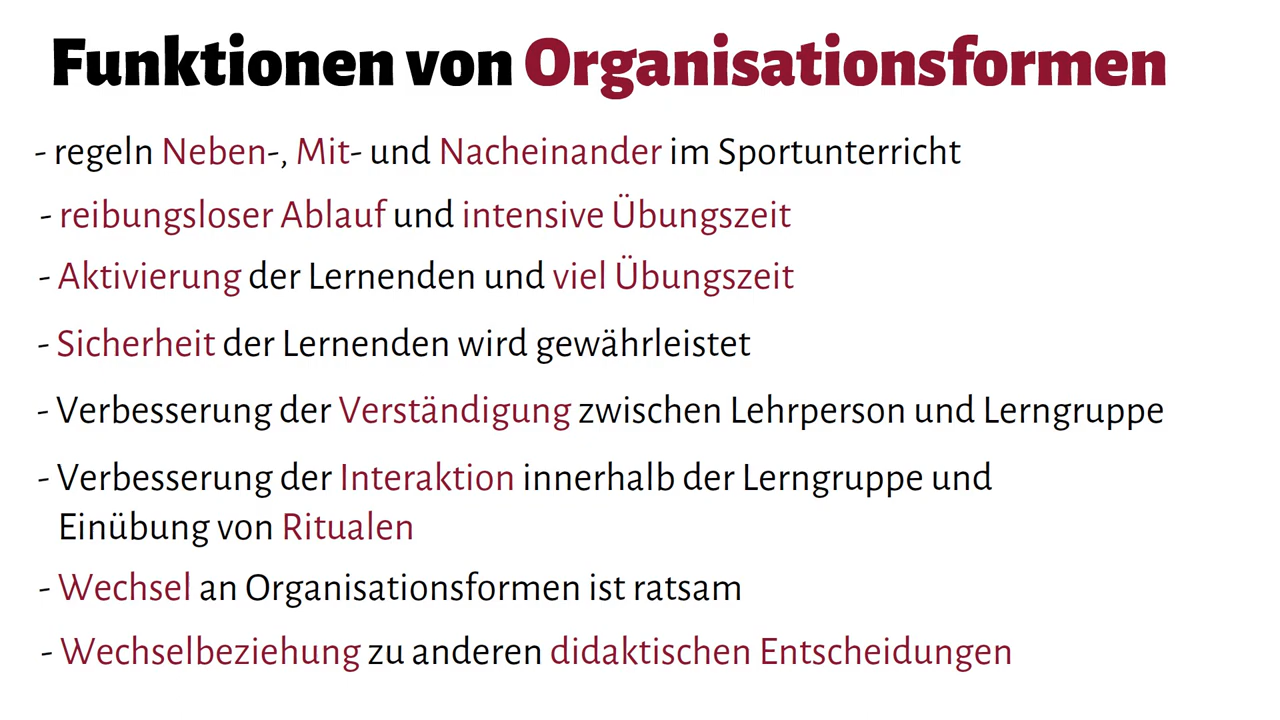 Funktionen von Organisationsformen
- regeln Neben-, Mit- und Nacheinander im Sportunterricht
- reibungsloser Ablauf und intensive Übungszeit
- Aktivierung der Lernenden und viel Übungszeit
- Sicherheit der Lernenden wird gewährleistet
- Verbesserung der Verständigung zwischen Lehrperson und Lerngruppe
- Verbesserung der Interaktion innerhalb der Lerngruppe und
Einübung von Ritualen
- Wechsel an Organisationsformen ist ratsam
- Wechselbeziehung zu anderen didaktischen Entscheidungen